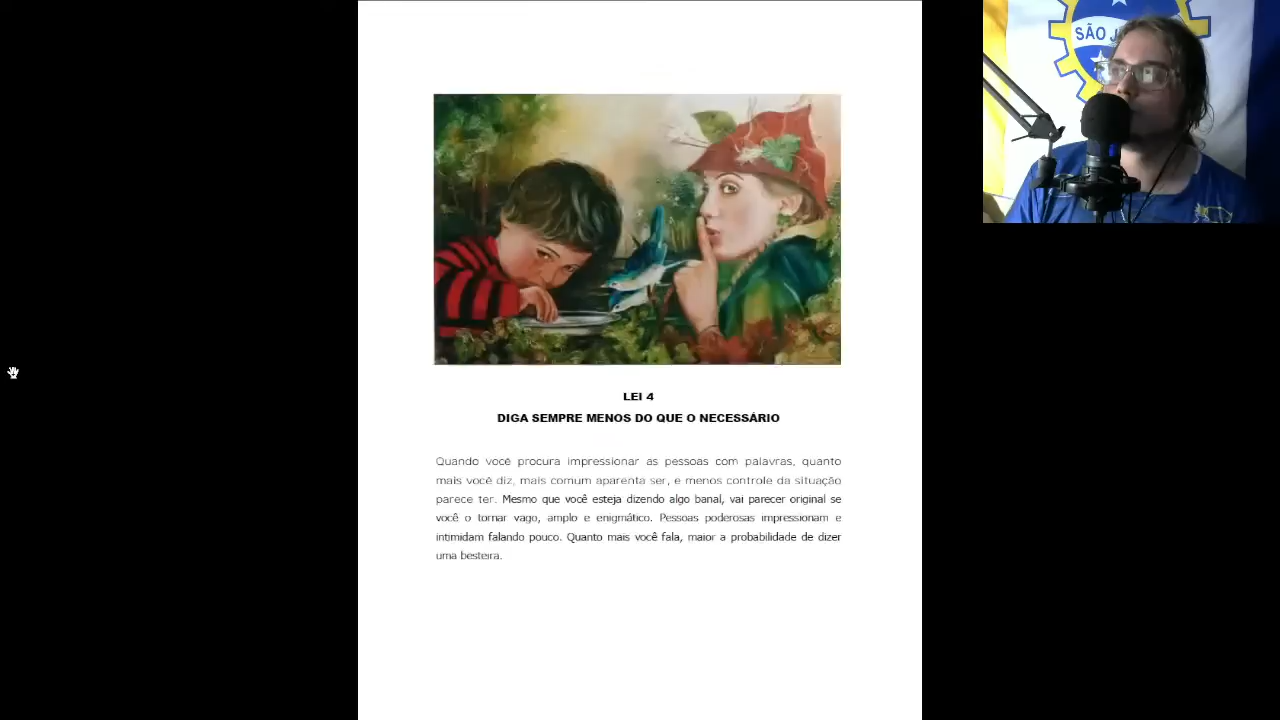 SÃO J
LEI 4
DIGA SEMPRE MENOS DO QUE O NECESSÁRIO
Quando você procura impressionar as pessoas com palavras, quanto
mais você diz, mais comum aparenta ser, e menos controle da situação
parece ter. Mesmo que você esteja dizendo algo banal, vai parecer original se
você o tornar vago, amplo e enigmático. Pessoas poderosas impressionam e
intimidam falando pouco. Quanto mais você fala, maior a probabilidade de dizer
uma besteira.